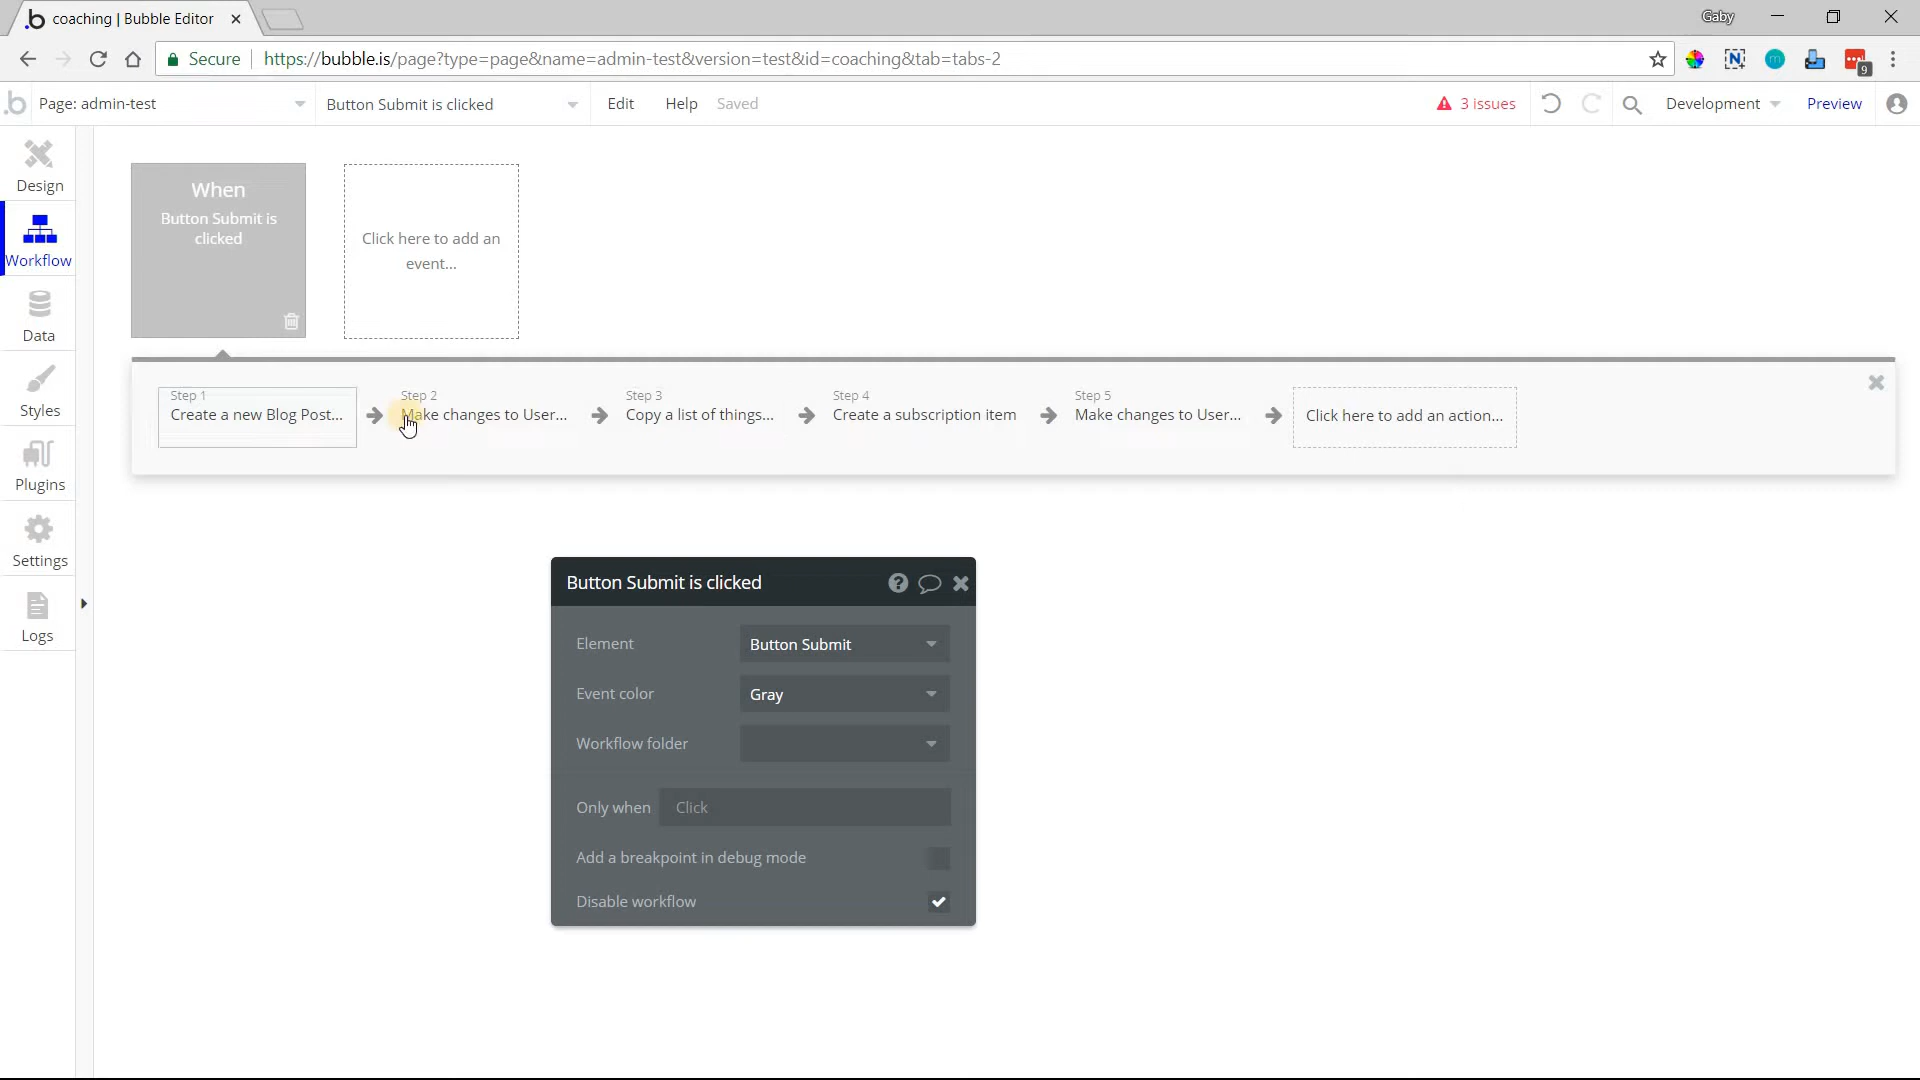 coaching | Bubble Editor
Gaby
Secure
https://bubble.is/page?type=page&name=admin-test&version=test&id=coaching&tab=tabs-2
9
Page: admin-test
Button Submit is clicked
Edit
Help
Saved
3 issues
Development
Preview
Design
Workflow
Data
Styles
Plugins
Settings
Logs
When
Button Submit is
clicked
Click here to add an
event...
Step 1
Create a new Blog Post...
Step 2
Make changes to User...
Step 3
Copy a list of things...
Step 4
Create a subscription item
Step 5
Make changes to User...
Click here to add an action...
Button Submit is clicked
Element
Button Submit
Event color
Gray
Workflow folder
Only when
Click
Add a breakpoint in debug mode
Disable workflow